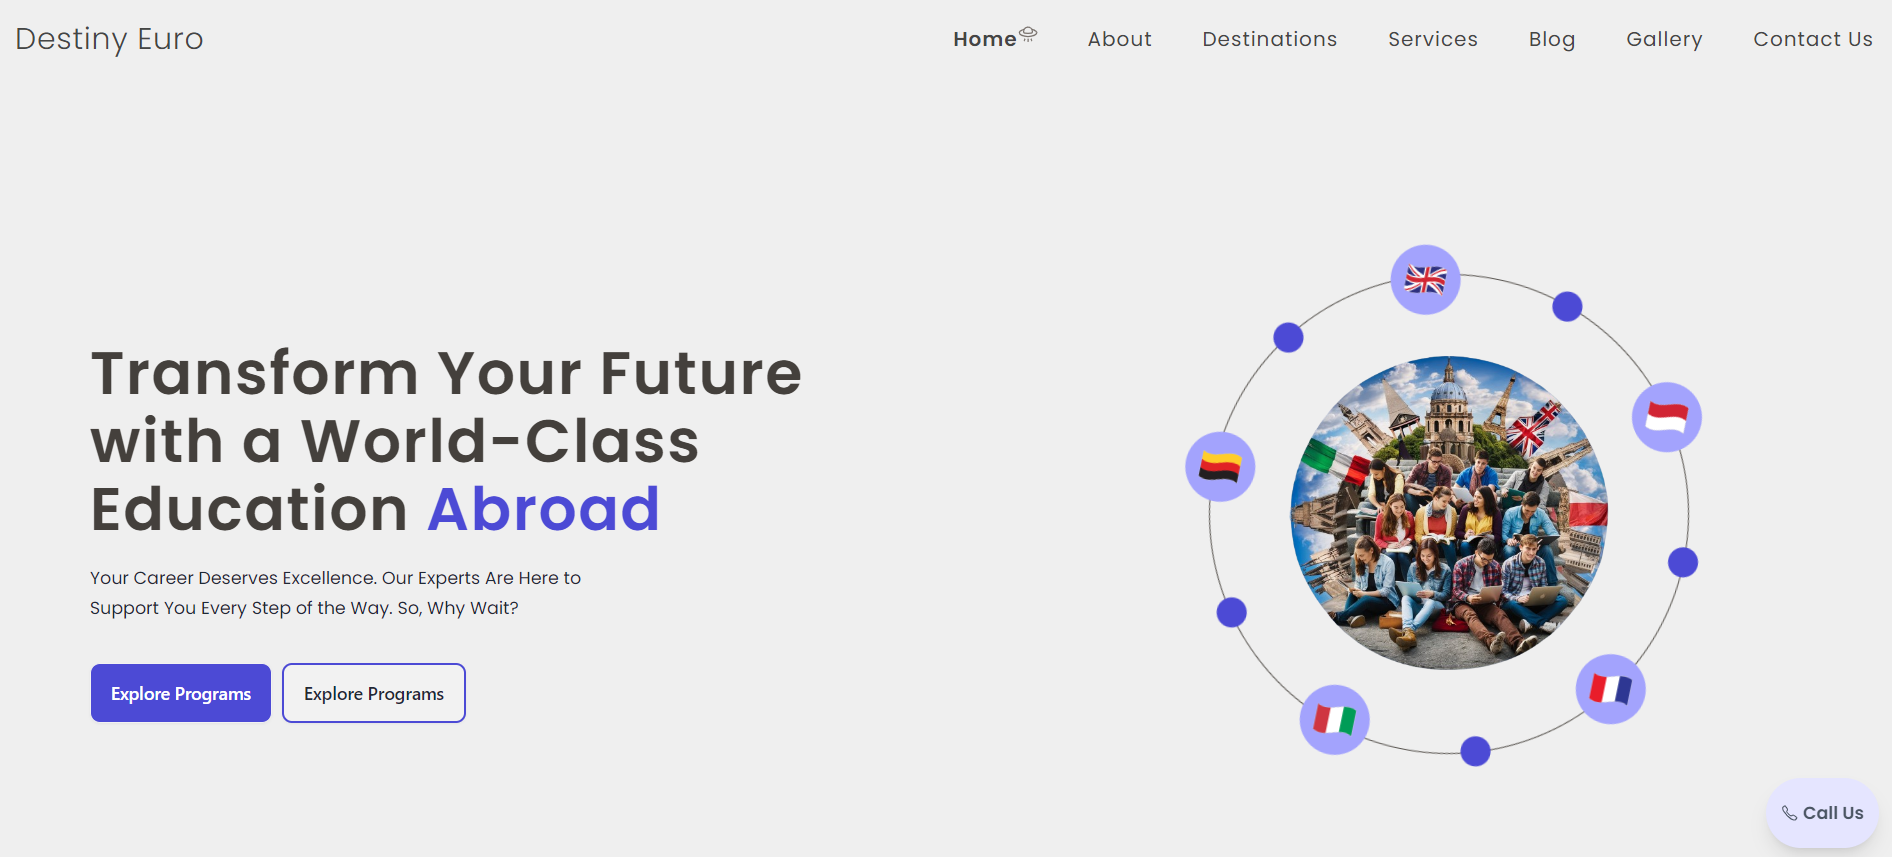 Destiny Euro
Home
About
Destinations
Services
Blog
Gallery
Contact Us
Transform Your Future
with a World-Class
Education Abroad
Your Career Deserves Excellence. Our Experts Are Here to
Support You Every Step of the Way. So, Why Wait?
Explore Programs
Explore Programs
Call Us